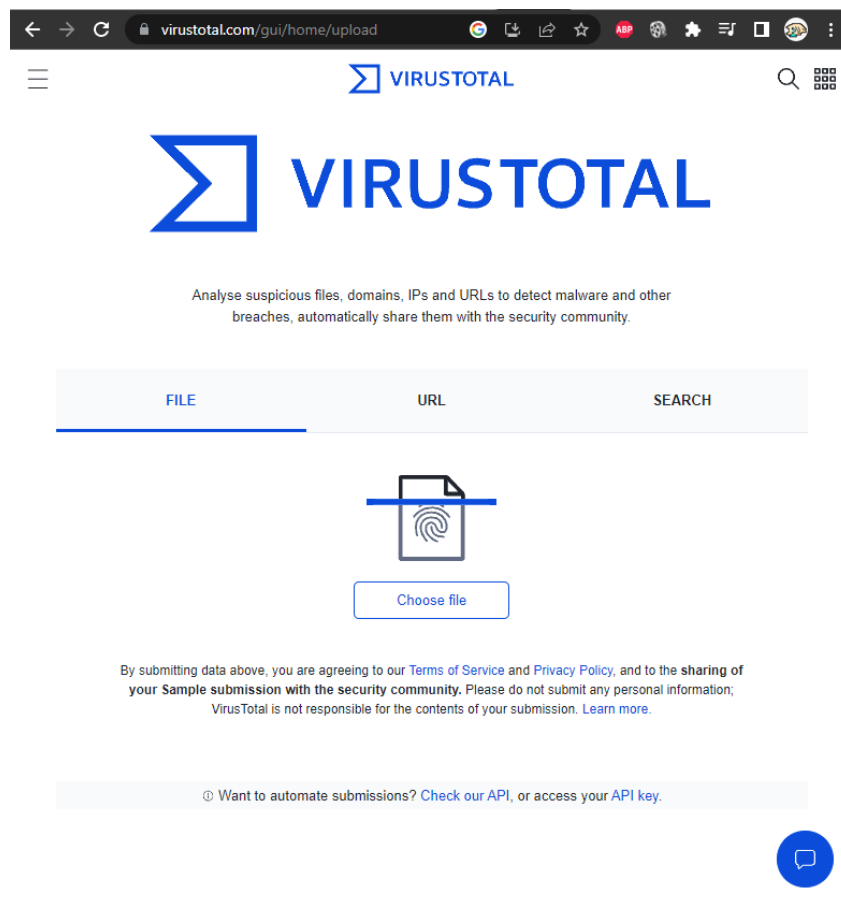 virustotal.com/gui/home/upload
ABP
VIRUSTOTAL
VIRUSTOTAL
Analyse suspicious files, domains, IPs and URLs to detect malware and other
breaches, automatically share them with the security community.
FILE URL SEARCH
Choose file
By submitting data above, you are agreeing to our Terms of Service and Privacy Policy, and to the sharing of
your Sample submission with the security community. Please do not submit any personal information;
VirusTotal is not responsible for the contents of your submission. Learn more.
Want to automate submissions? Check our API, or access your API key.